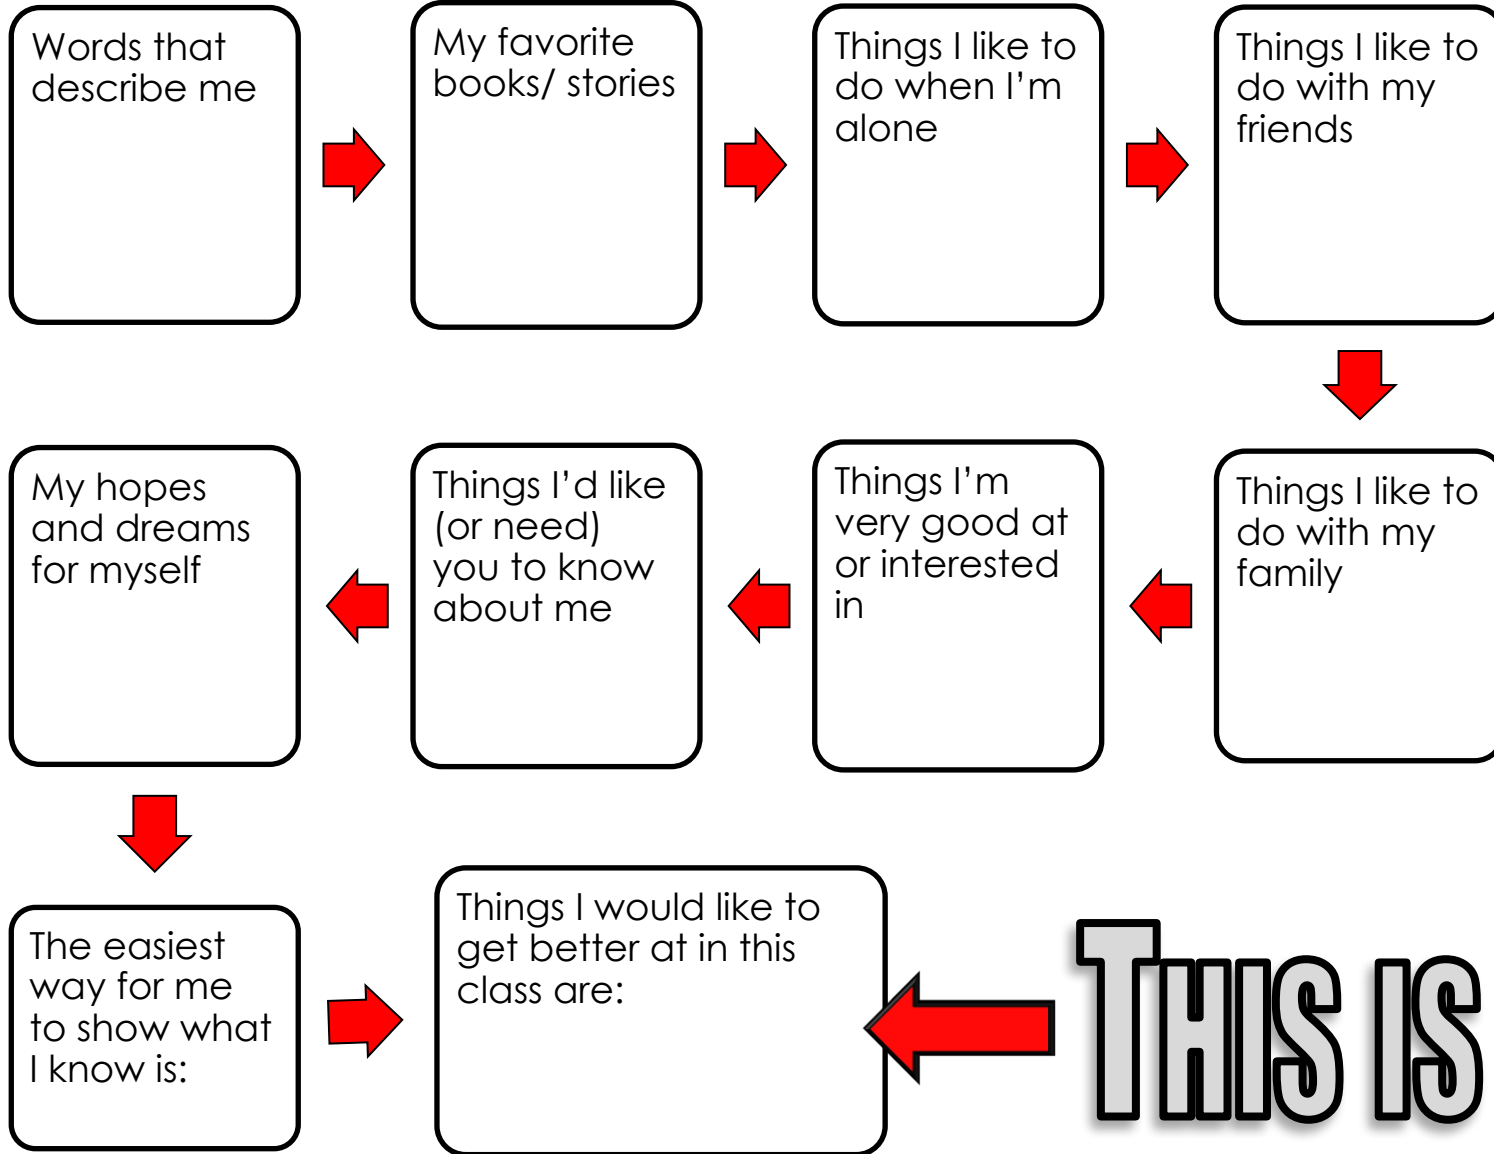 Words that
describe me
My favorite
books/ stories
Things I like to
do when I'm
alone
Things I like to
do with my
friends
Things I like to
do with my
family
Things I'm
very good at
or interested
in
Things I'd like
(or need)
you to know
about me
My hopes
and dreams
for myself
The easiest
way for me
to show what
I know is:
Things I would like to
get better at in this
class are:
THIS IS